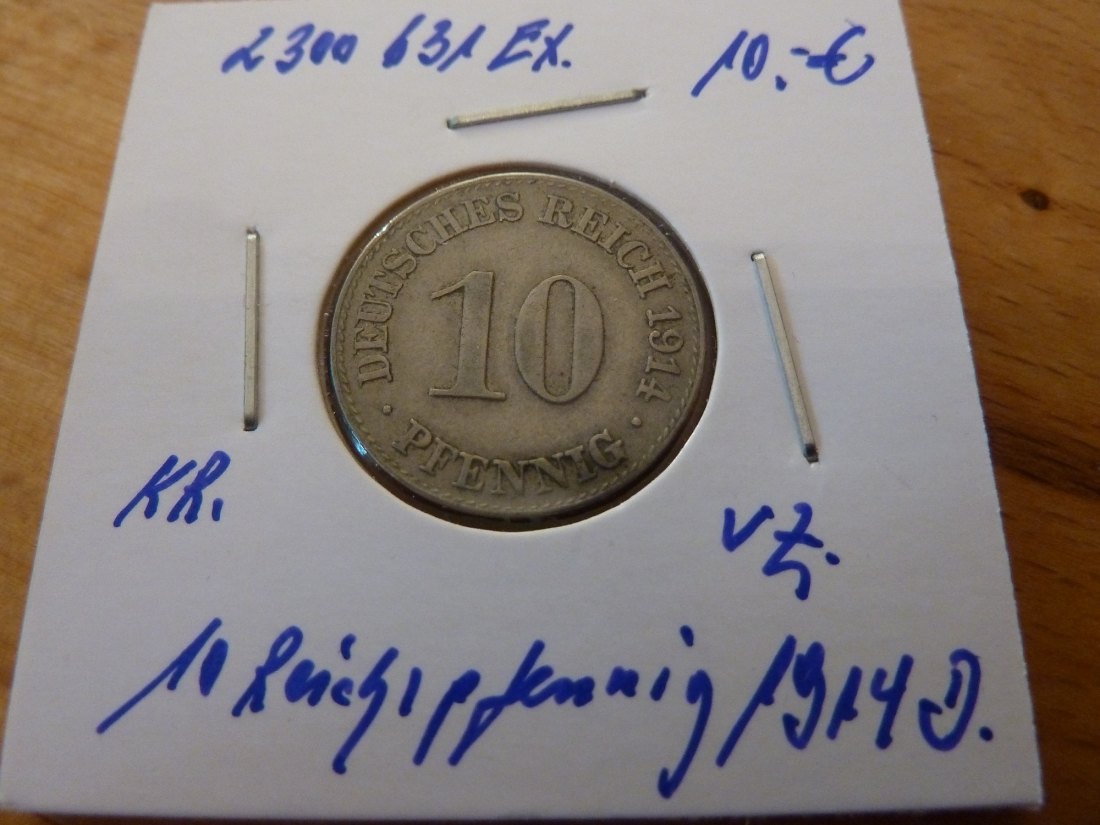 2300 631 Ex. 10.-€
DEUTSCHES REICH 1914
10
· PFENNIG ·
KR. vz.
10 Reichspfennig 1914 D.